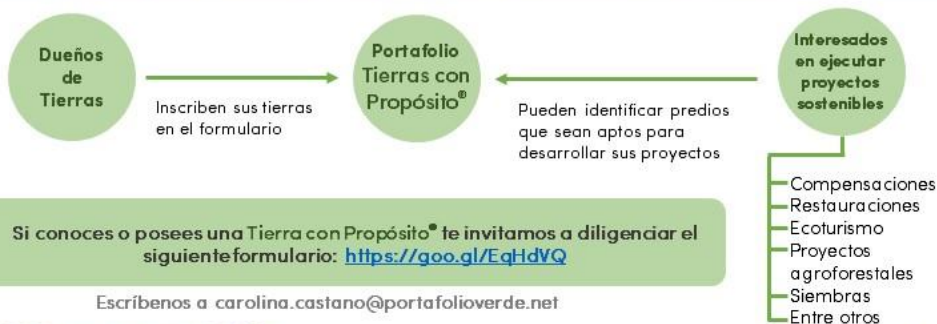 Dueños
de
Tierras
Inscriben sus tierras
en el formulario
Portafolio
Tierras con
Propósito®
Pueden identificar predios
que sean aptos para
desarrollar sus proyectos
Interesados
en ejecutar
proyectos
sostenibles
Compensaciones
Restauraciones
Ecoturismo
Proyectos
agroforestales
Siembras
Entre otros
Si conoces o posees una Tierra con Propósito® te invitamos a diligenciar el
siguiente formulario: https://goo.gl/EqHdVQ
Escríbenos a carolina.castano@portafolioverde.net